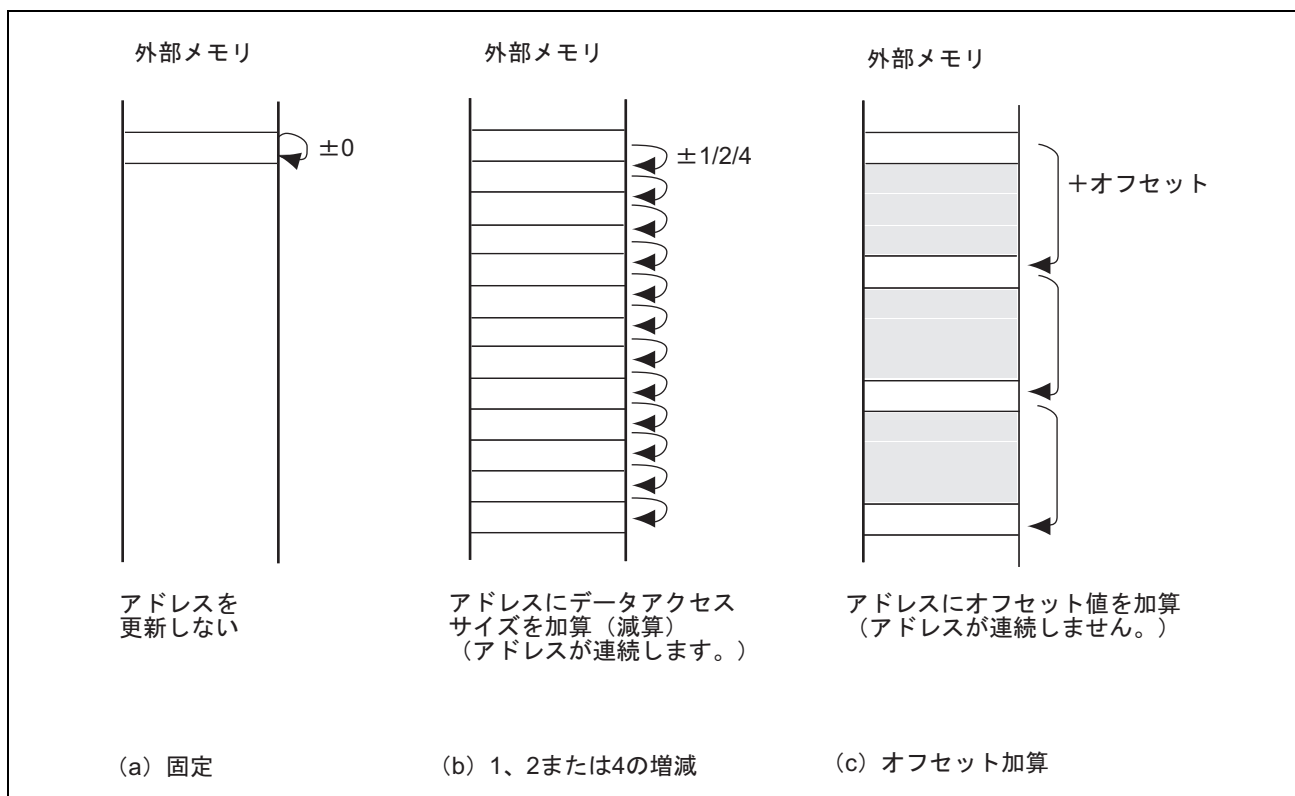 外部メモリ
±0
アドレスを
更新しない
(a) 固定
外部メモリ
±1/2/4
アドレスにデータアクセス
サイズを加算（減算）
（アドレスが連続します。）
(b) 1、2または4の増減
外部メモリ
＋オフセット
アドレスにオフセット値を加算
（アドレスが連続しません。）
(c) オフセット加算